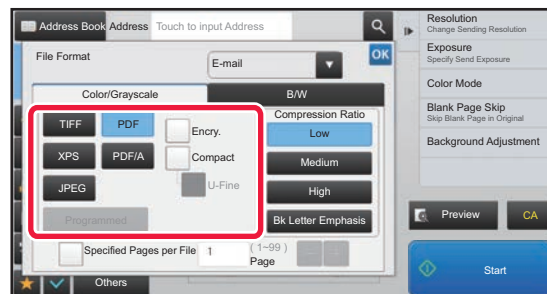 Address Book Address Touch to input Address
File Format E-mail OK
Color/Grayscale B/W
TIFF PDF Encry. Compression Ratio
Low
XPS PDF/A Compact Medium
JPEG U-Fine High
Programmed Bk Letter Emphasis
Specified Pages per File 1 (1~99)
Page
Others
Resolution
Change Sending Resolution
Exposure
Specify Send Exposure
Color Mode
Blank Page Skip
Skip Blank Page in Original
Background Adjustment
Preview CA
Start